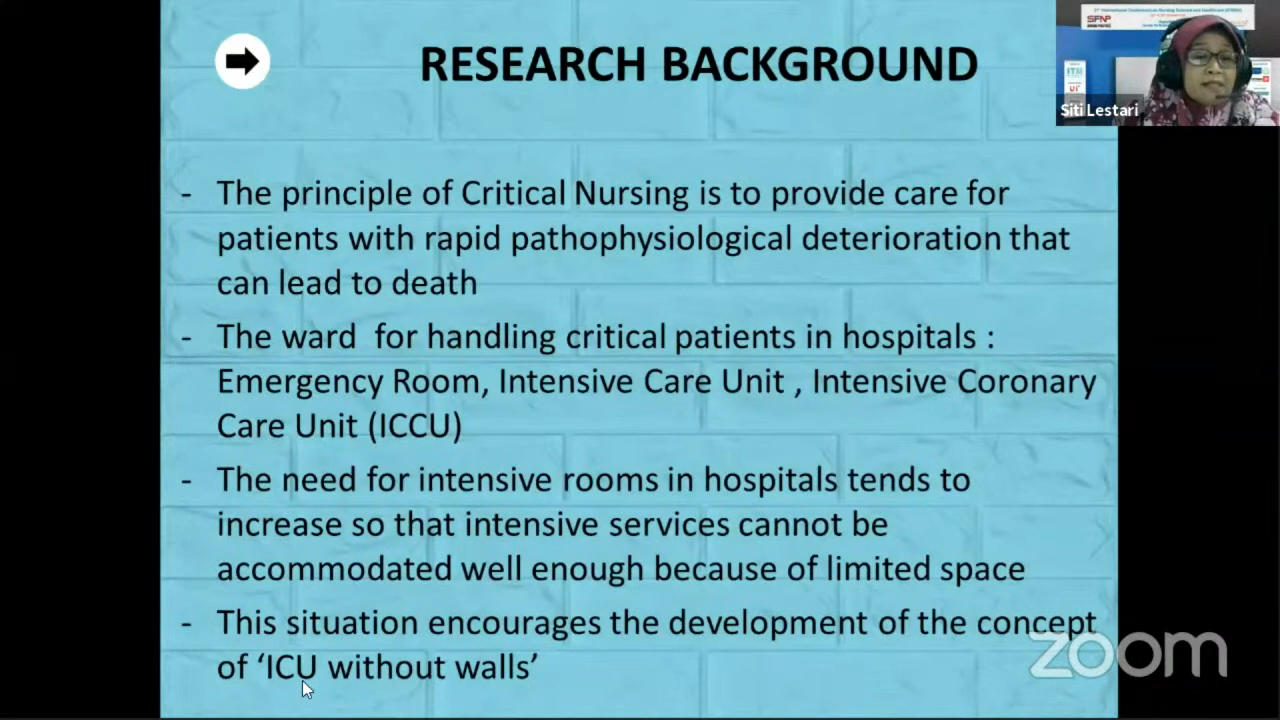 RESEARCH BACKGROUND
Siti Lestari
- The principle of Critical Nursing is to provide care for
patients with rapid pathophysiological deterioration that
can lead to death
- The ward  for handling critical patients in hospitals :
Emergency Room, Intensive Care Unit , Intensive Coronary
Care Unit (ICCU)
- The need for intensive rooms in hospitals tends to
increase so that intensive services cannot be
accommodated well enough because of limited space
- This situation encourages the development of the concept
of ‘ICU without walls’
zoom